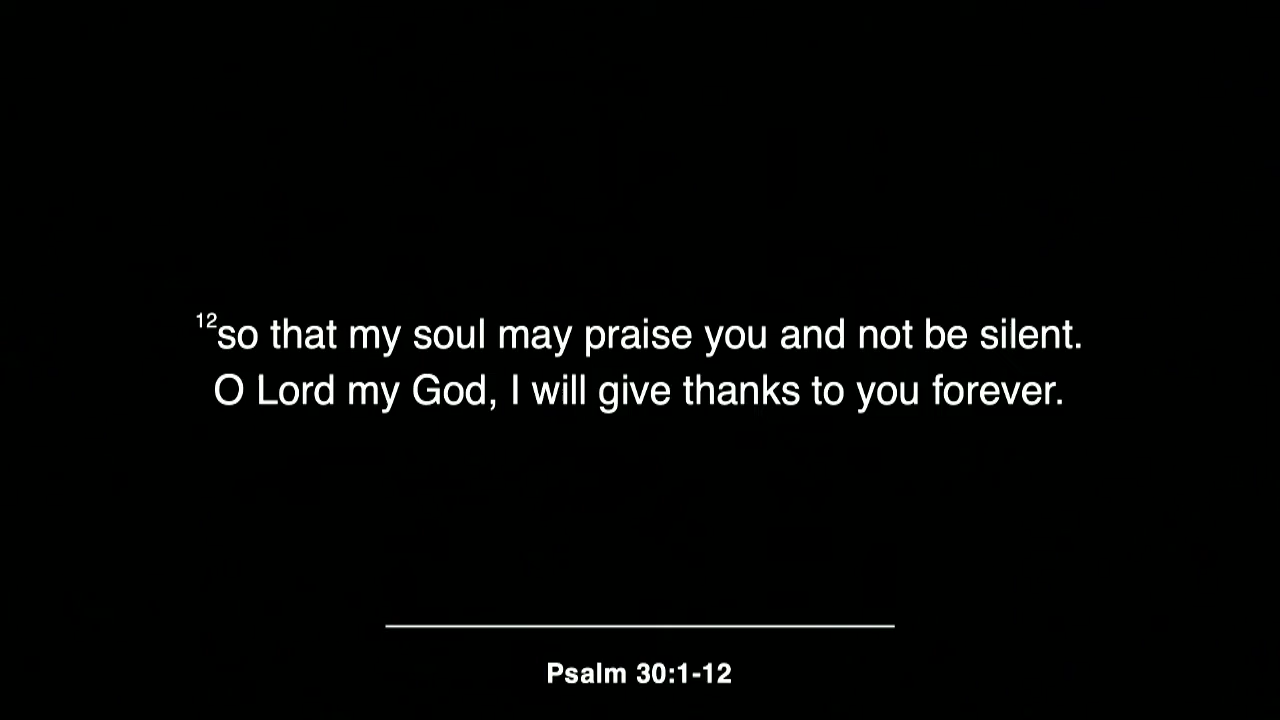 12so that my soul may praise you and not be silent.
O Lord my God, I will give thanks to you forever.
Psalm 30:1-12